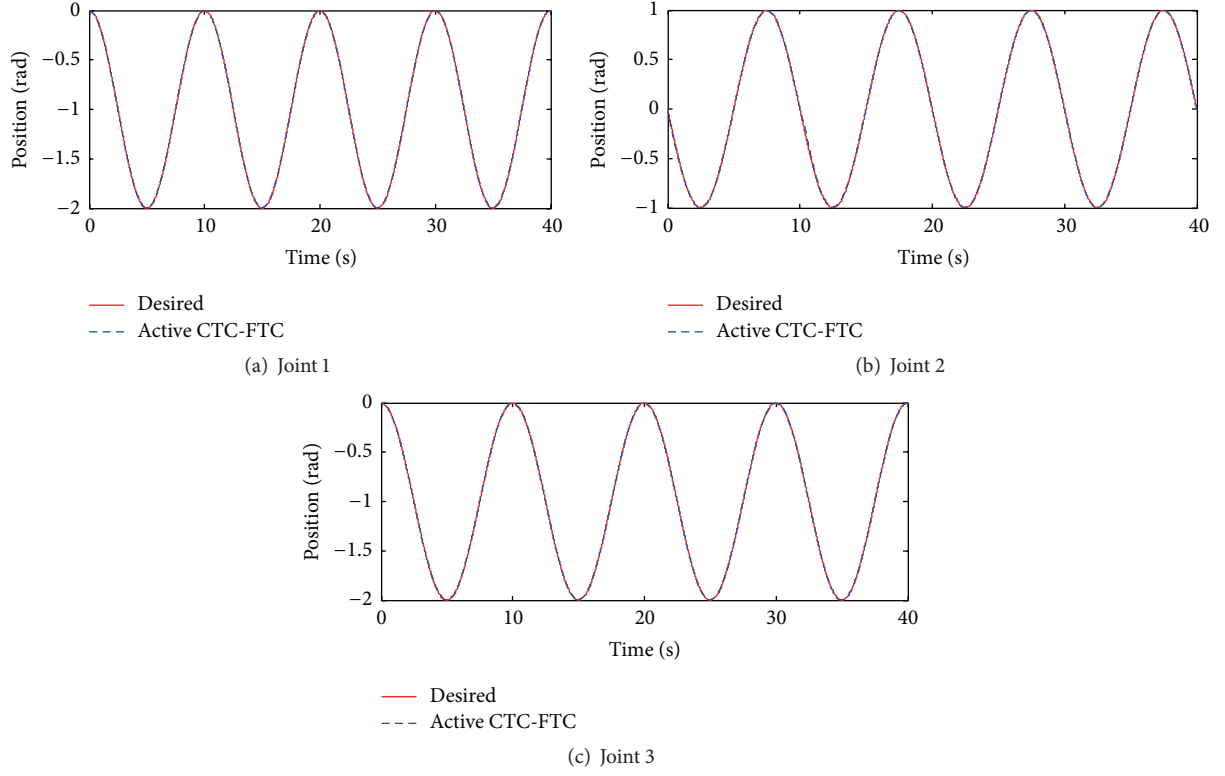 0
−0.5
−1
−1.5
−2
Position (rad)
0 10 20 30 40
Time (s)
Desired
Active CTC-FTC
(a) Joint 1
1
0.5
0
−0.5
−1
Position (rad)
0 10 20 30 40
Time (s)
Desired
Active CTC-FTC
(b) Joint 2
0
−0.5
−1
−1.5
−2
Position (rad)
0 10 20 30 40
Time (s)
Desired
Active CTC-FTC
(c) Joint 3